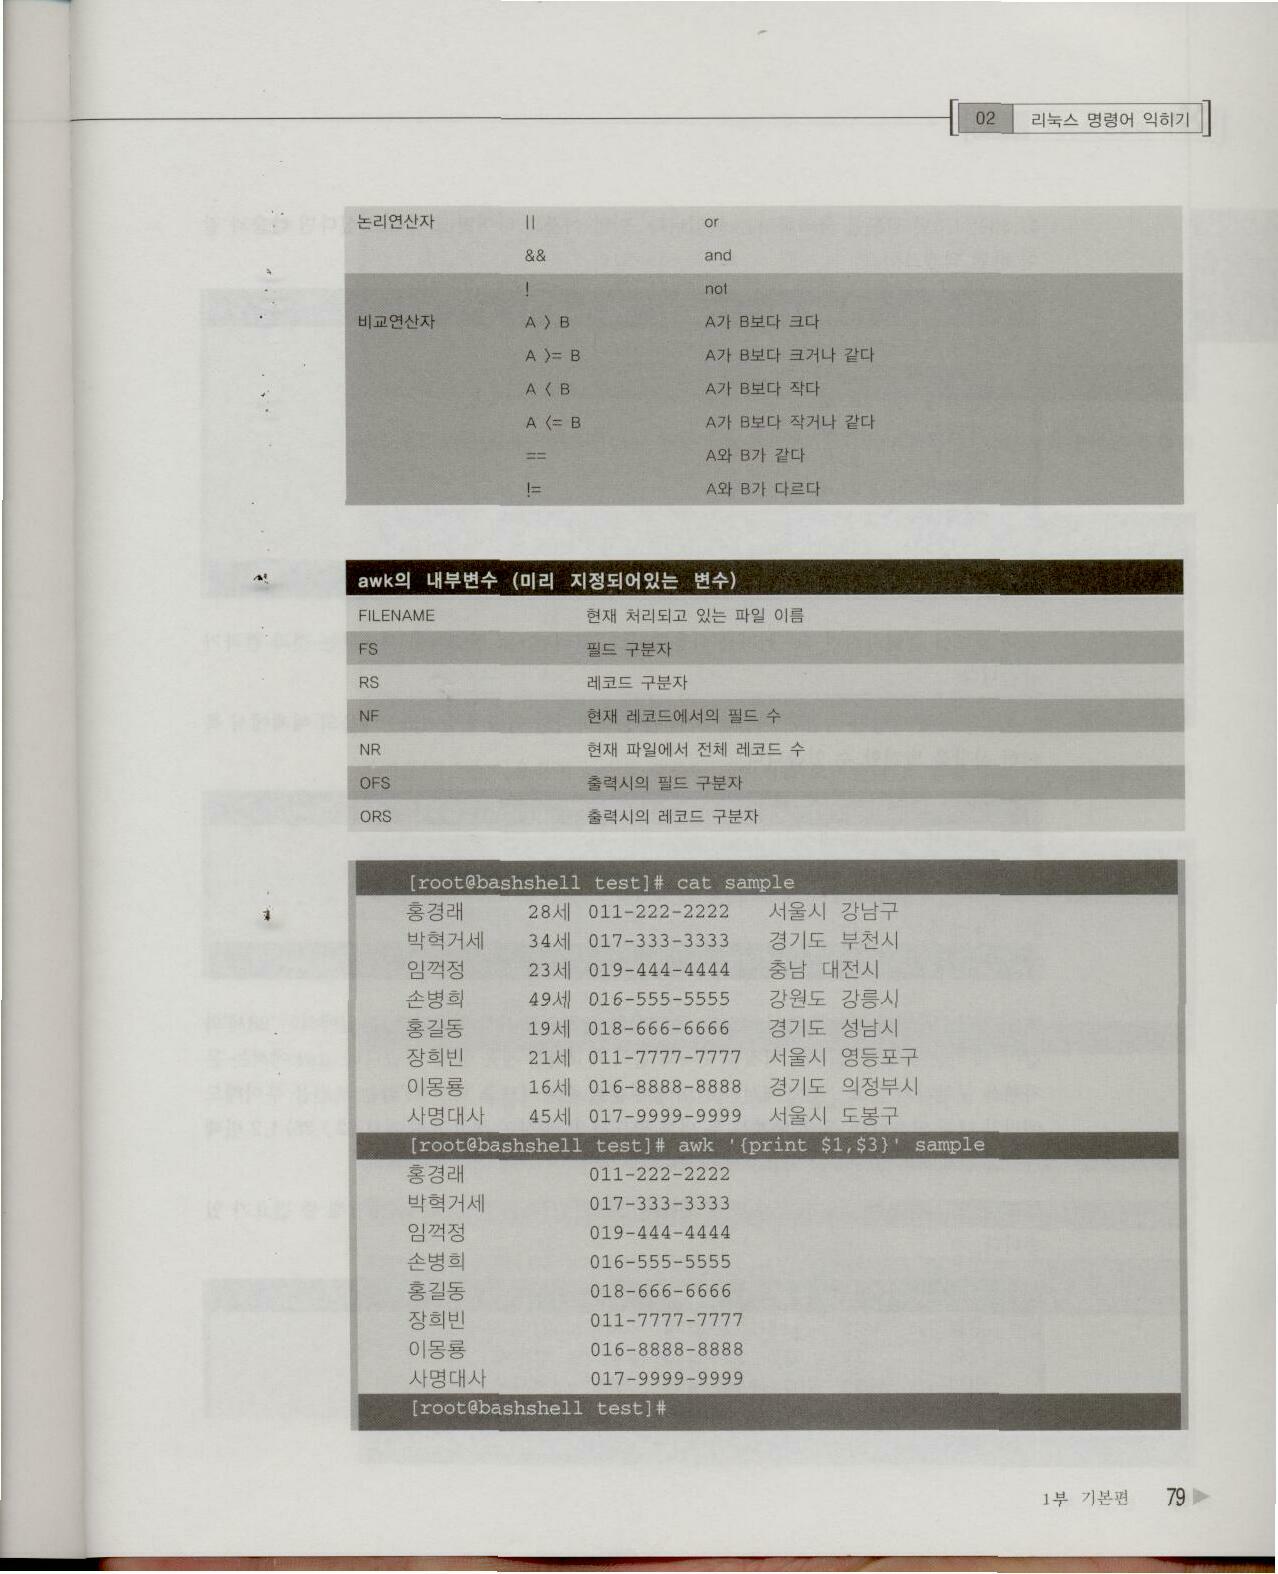 02 리눅스 명령어 익히기
논리연산자 || or
&& and
! not
비교연산자 A > B A가 B보다 크다
A >= B A가 B보다 크거나 같다
A < B A가 B보다 작다
A <= B A가 B보다 작거나 같다
== A와 B가 같다
!= A와 B가 다르다
awk의 내부변수 (미리 지정되어있는 변수)
FILENAME 현재 처리되고 있는 파일 이름
FS 필드 구분자
RS 레코드 구분자
NF 현재 레코드에서의 필드 수
NR 현재 파일에서 전체 레코드 수
OFS 출력시의 필드 구분자
ORS 출력시의 레코드 구분자
[root@bashshell test]# cat sample
홍경래 28세 011-222-2222 서울시 강남구
박혁거세 34세 017-333-3333 경기도 부천시
임꺽정 23세 019-444-4444 충남 대전시
손병희 49세 016-555-5555 강원도 강릉시
홍길동 19세 018-666-6666 경기도 성남시
장희빈 21세 011-7777-7777 서울시 영등포구
이몽룡 16세 016-8888-8888 경기도 의정부시
사명대사 45세 017-9999-9999 서울시 도봉구
[root@bashshell test]# awk '{print $1,$3}' sample
홍경래 011-222-2222
박혁거세 017-333-3333
임꺽정 019-444-4444
손병희 016-555-5555
홍길동 018-666-6666
장희빈 011-7777-7777
이몽룡 016-8888-8888
사명대사 017-9999-9999
[root@bashshell test]#
1부 기본편 79